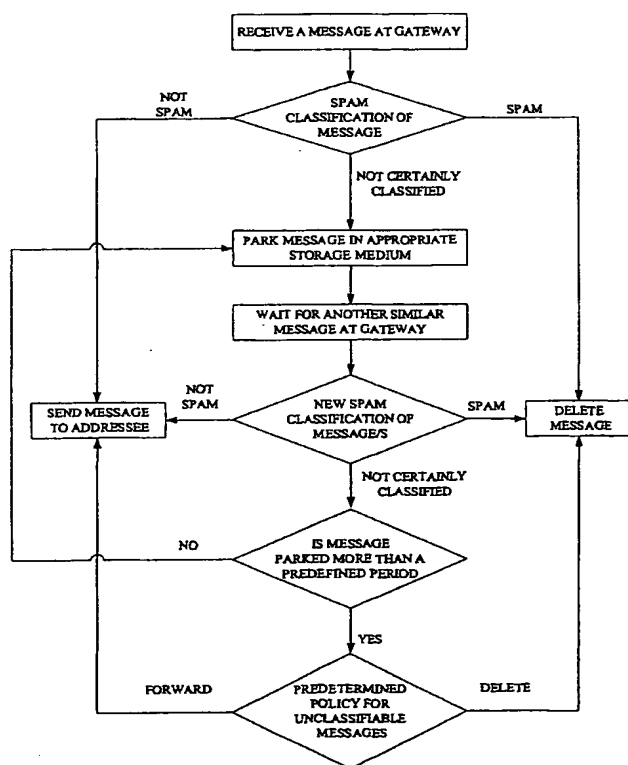 RECEIVE A MESSAGE AT GATEWAY
NOT
SPAM
SPAM
CLASSIFICATION OF
MESSAGE
SPAM
NOT CERTAINLY
CLASSIFIED
PARK MESSAGE IN APPROPRIATE
STORAGE MEDIUM
WAIT FOR ANOTHER SIMILAR
MESSAGE AT GATEWAY
SEND MESSAGE
TO ADDRESSEE
NOT
SPAM
NEW SPAM
CLASSIFICATION OF
MESSAGE/S
SPAM
DELETE
MESSAGE
NOT CERTAINLY
CLASSIFIED
NO
IS MESSAGE
PARKED MORE THAN A
PREDEFINED PERIOD
YES
FORWARD
PREDETERMINED
POLICY FOR
UNCLASSIFIABLE
MESSAGES
DELETE